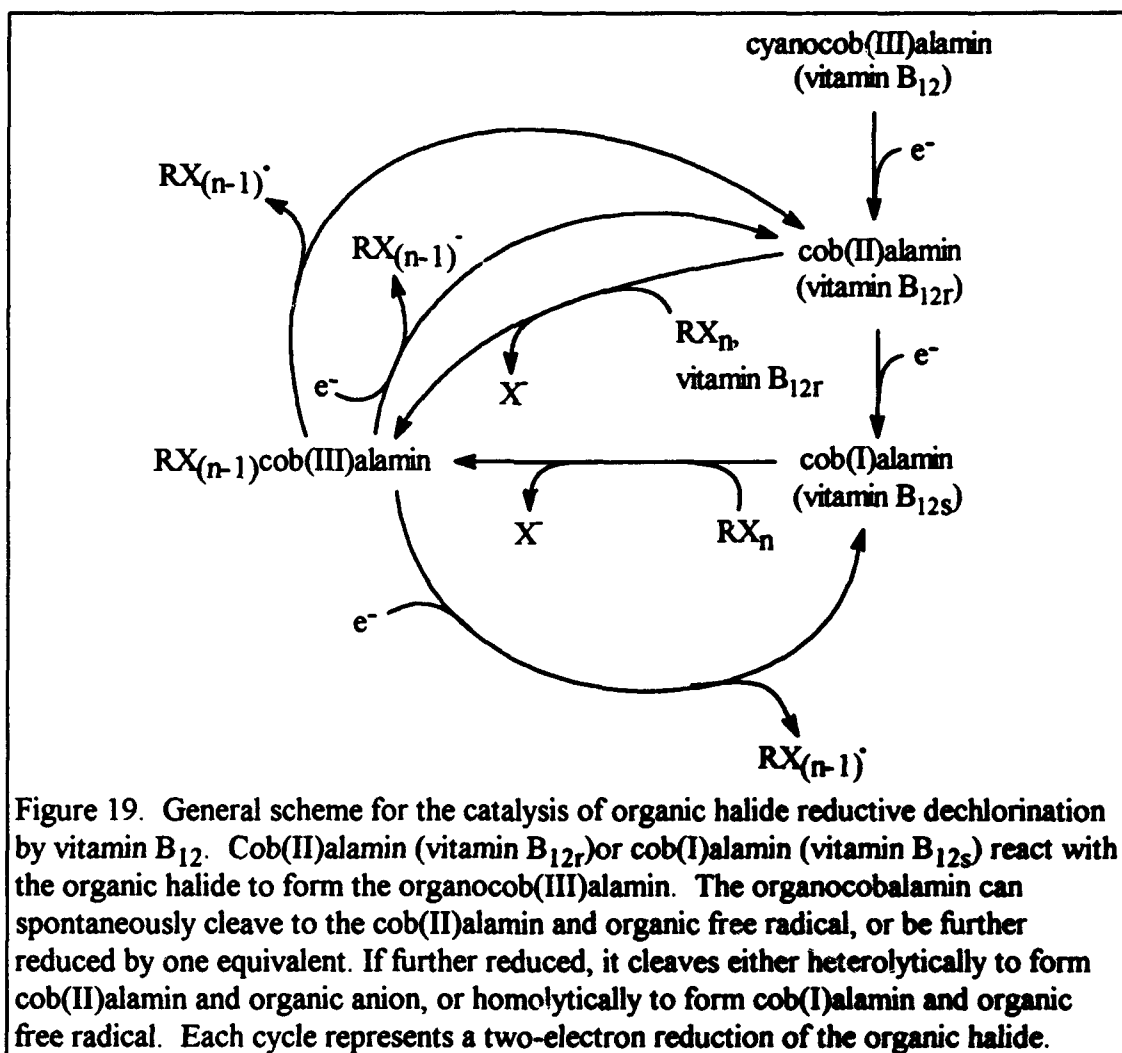 cyanocob(III)alamin
(vitamin B12)
e-
RX(n-1)·
RX(n-1)-
cob(II)alamin
(vitamin B12r)
RXn,
vitamin B12r
X-
e-
e-
RX(n-1)cob(III)alamin
cob(I)alamin
(vitamin B12s)
X-
RXn
e-
RX(n-1)·
Figure 19. General scheme for the catalysis of organic halide reductive dechlorination
by vitamin B12. Cob(II)alamin (vitamin B12r)or cob(I)alamin (vitamin B12s) react with
the organic halide to form the organocob(III)alamin. The organocobalamin can
spontaneously cleave to the cob(II)alamin and organic free radical, or be further
reduced by one equivalent. If further reduced, it cleaves either heterolytically to form
cob(II)alamin and organic anion, or homolytically to form cob(I)alamin and organic
free radical. Each cycle represents a two-electron reduction of the organic halide.